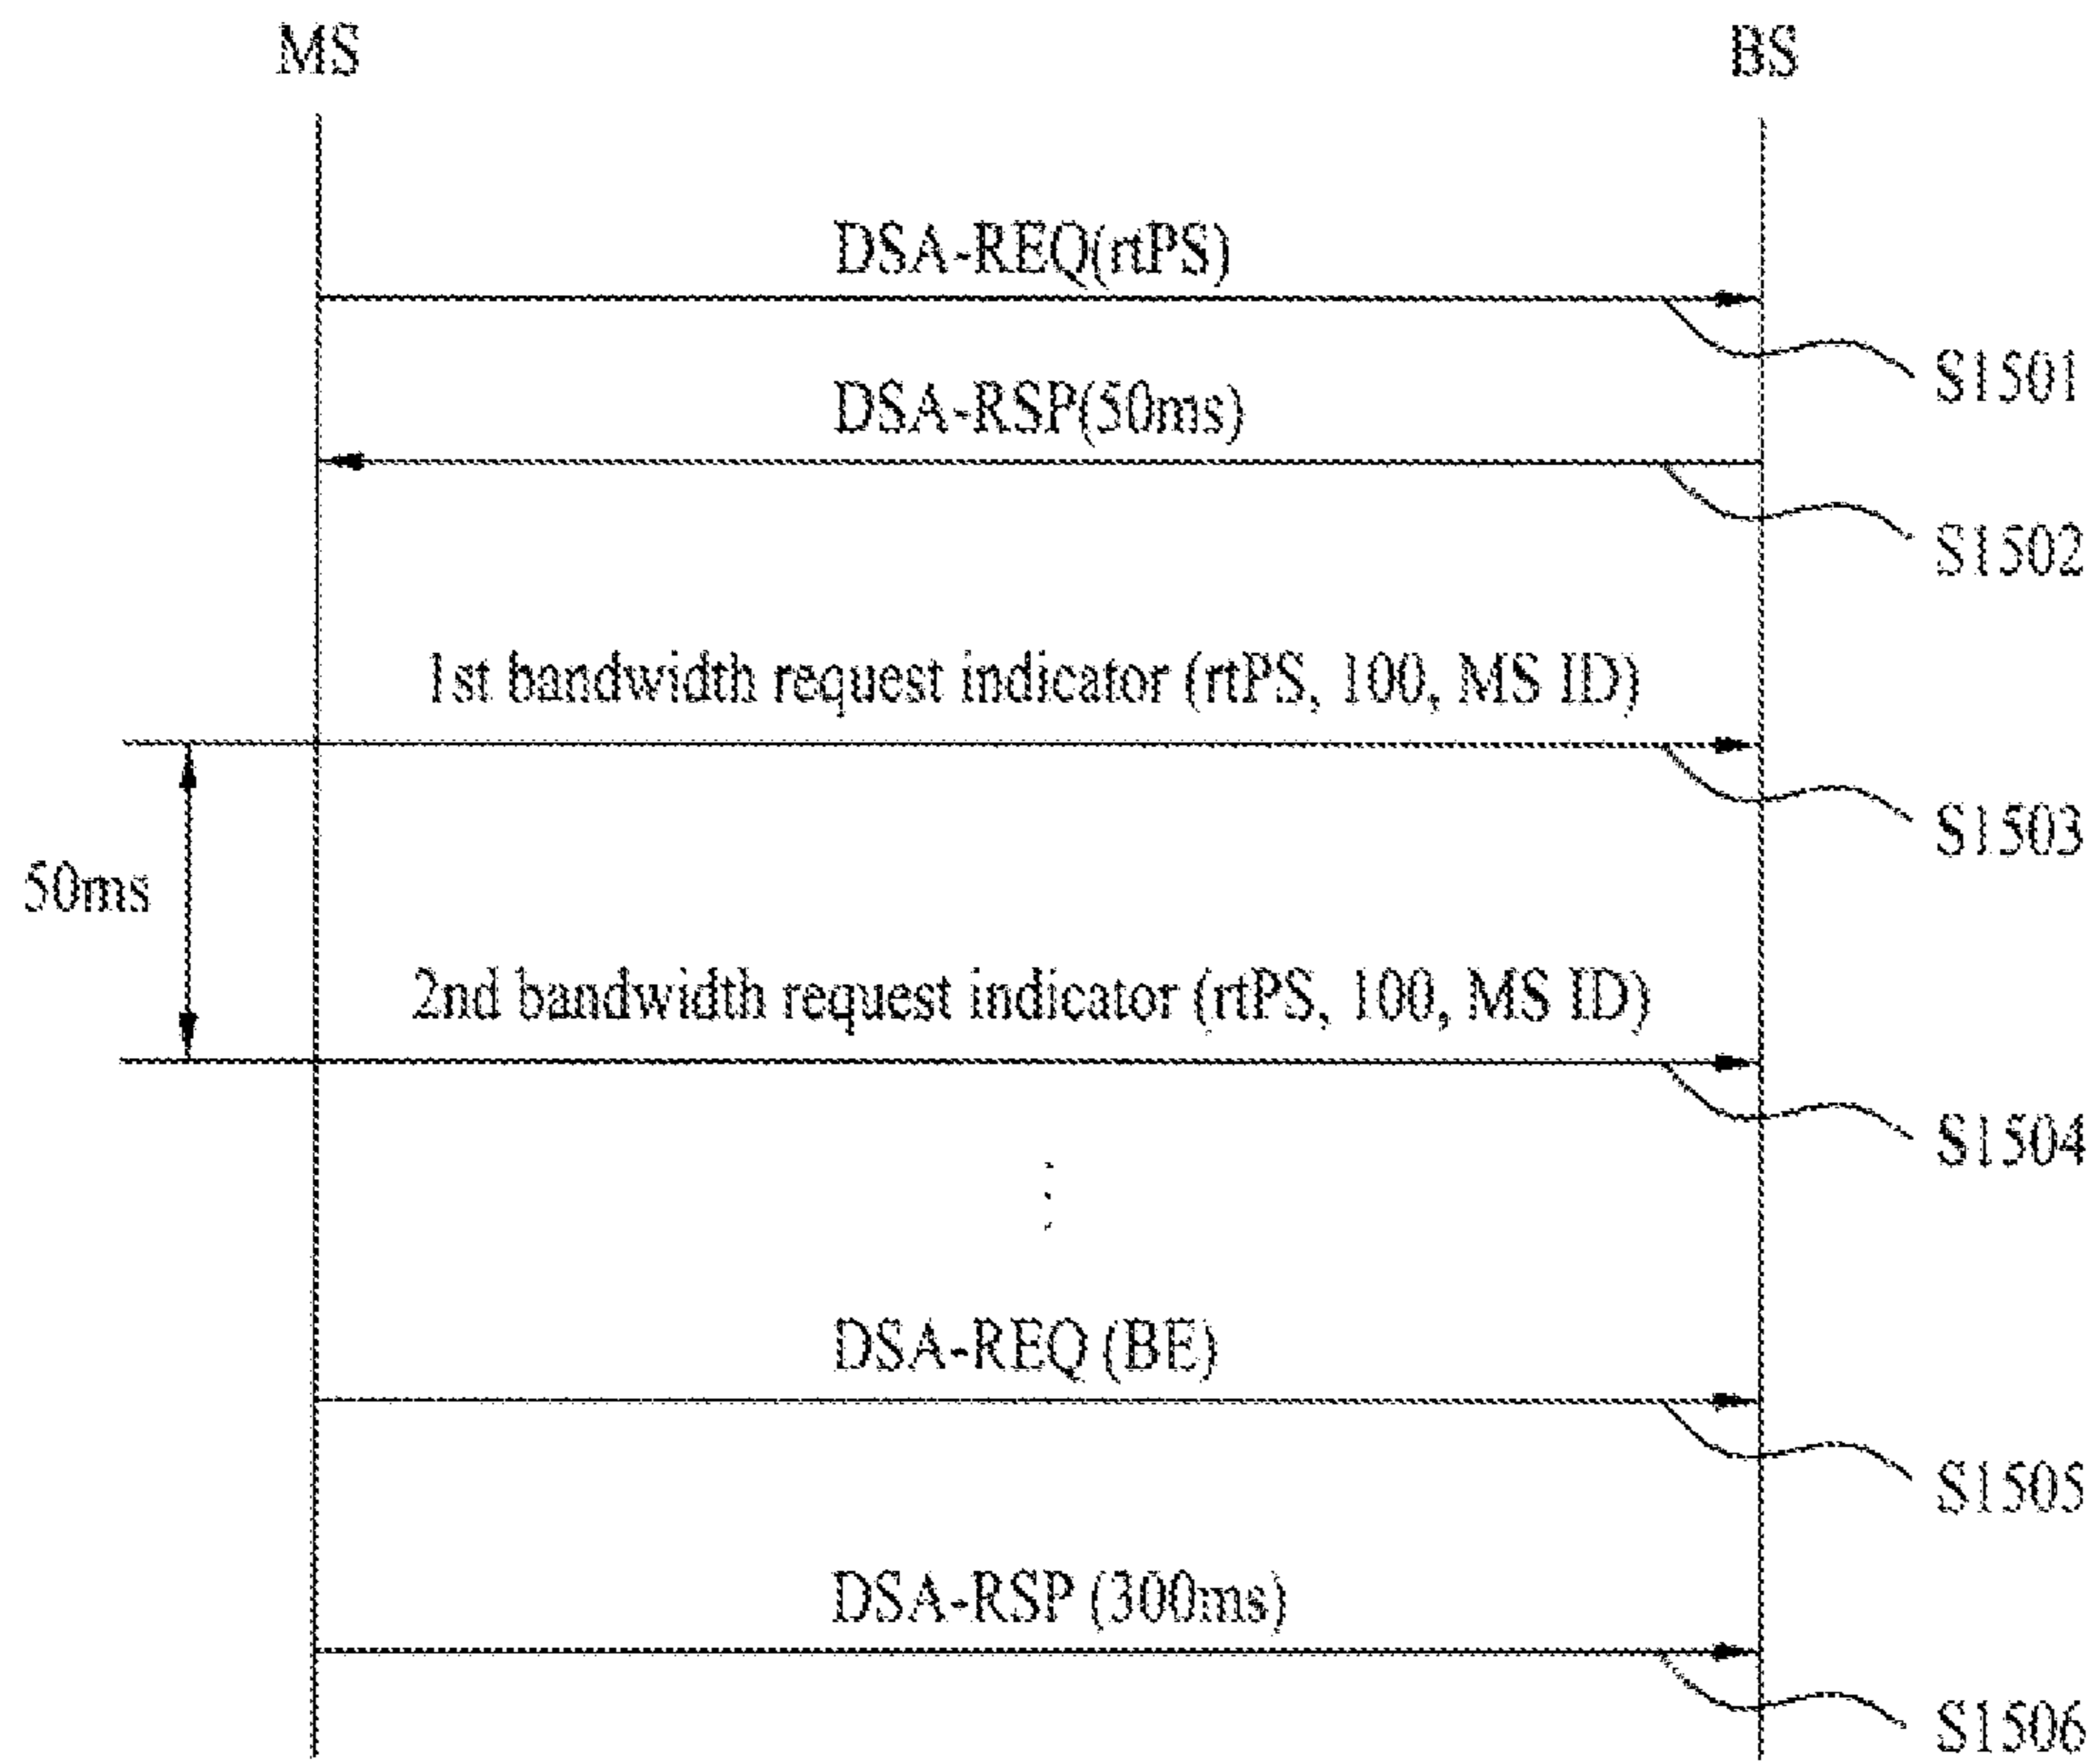 MS
BS
DSA-REQ(rtPS)
S1501
DSA-RSP(50ms)
S1502
1st bandwidth request indicator (rtPS, 100, MS ID)
S1503
50ms
2nd bandwidth request indicator (rtPS, 100, MS ID)
S1504
DSA-REQ (BE)
S1505
DSA-RSP (300ms)
S1506